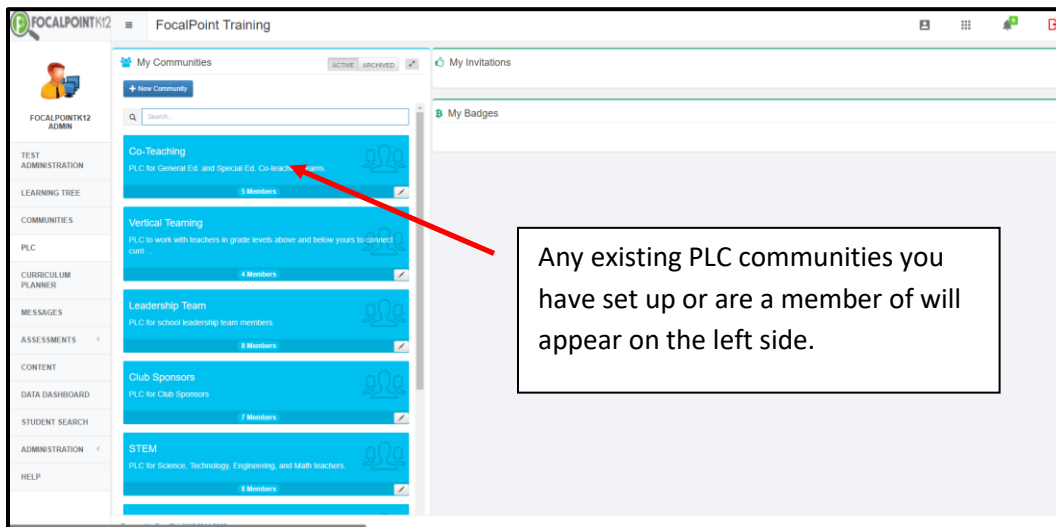 FOCALPOINTK12
FocalPoint Training
FOCALPOINTK12
ADMIN
TEST
ADMINISTRATION
LEARNING TREE
COMMUNITIES
PLC
CURRICULUM
PLANNER
MESSAGES
ASSESSMENTS
CONTENT
DATA DASHBOARD
STUDENT SEARCH
ADMINISTRATION
HELP
My Communities
ACTIVE ARCHIVED
+ New Community
Search..
Co-Teaching
PLC for General Ed. and Special Ed. Co-teaching teams.
5 Members
Vertical Teaming
PLC to work with teachers in grade levels above and below yours to connect
curri ...
4 Members
Leadership Team
PLC for school leadership team members.
8 Members
Club Sponsors
PLC for Club Sponsors
7 Members
STEM
PLC for Science, Technology, Engineering, and Math teachers.
8 Members
My Invitations
My Badges
Any existing PLC communities you
have set up or are a member of will
appear on the left side.